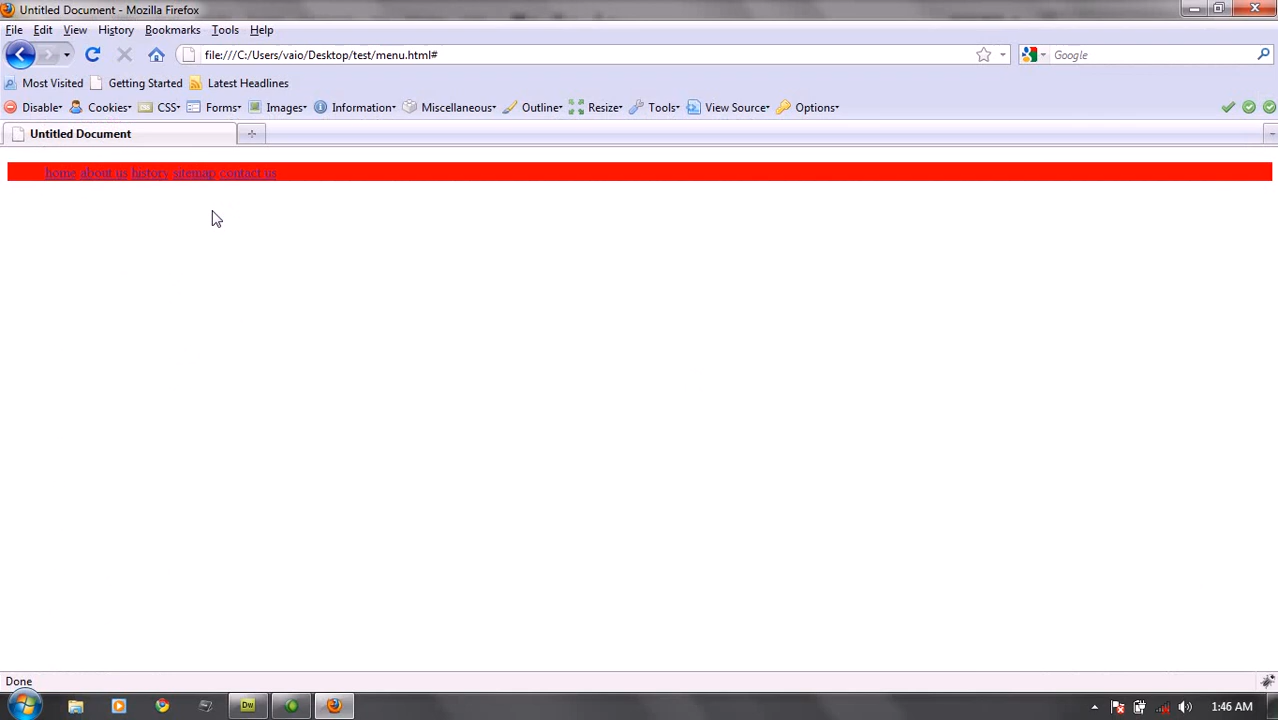 Untitled Document - Mozilla Firefox
File Edit View History Bookmarks Tools Help
file:///C:/Users/vaio/Desktop/test/menu.html# Google
Most Visited Getting Started Latest Headlines
Disable Cookies CSS Forms Images Information Miscellaneous Outline Resize Tools View Source Options
Untitled Document
home about us history sitemap contact us
Done
Dw 1:46 AM